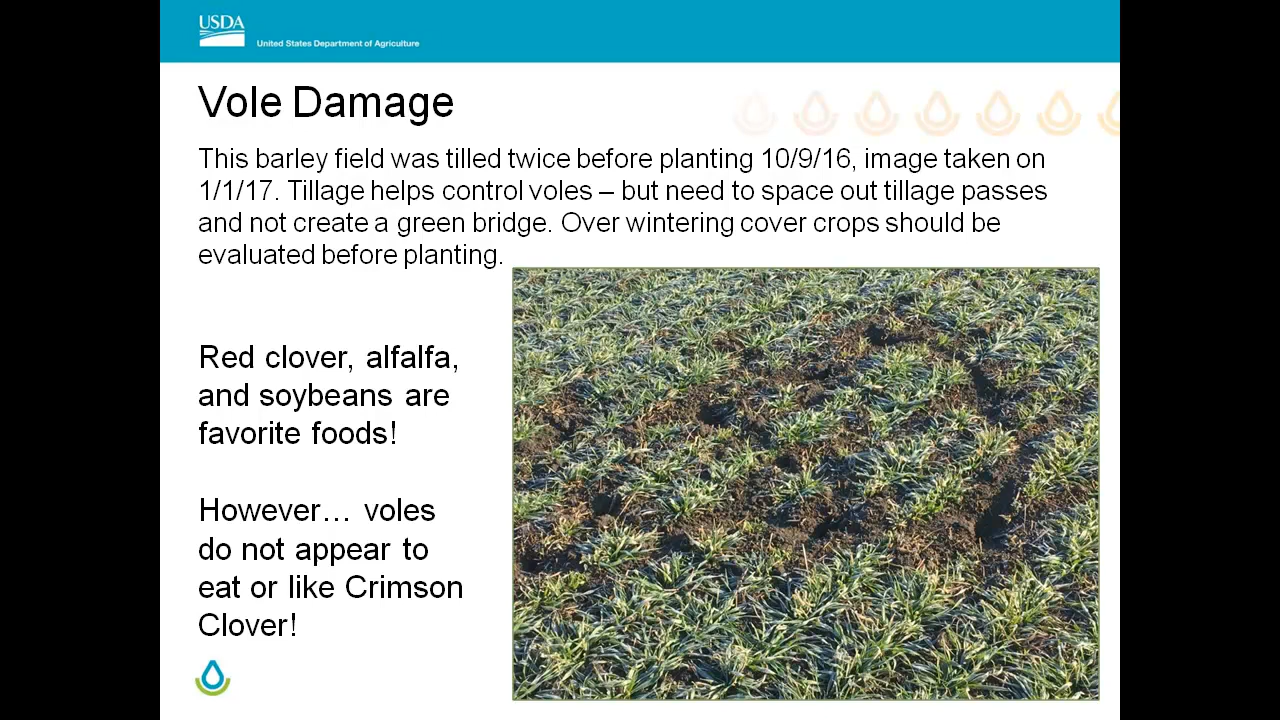 USDA
United States Department of Agriculture
Vole Damage
This barley field was tilled twice before planting 10/9/16, image taken on
1/1/17. Tillage helps control voles – but need to space out tillage passes
and not create a green bridge. Over wintering cover crops should be
evaluated before planting.
Red clover, alfalfa,
and soybeans are
favorite foods!
However… voles
do not appear to
eat or like Crimson
Clover!